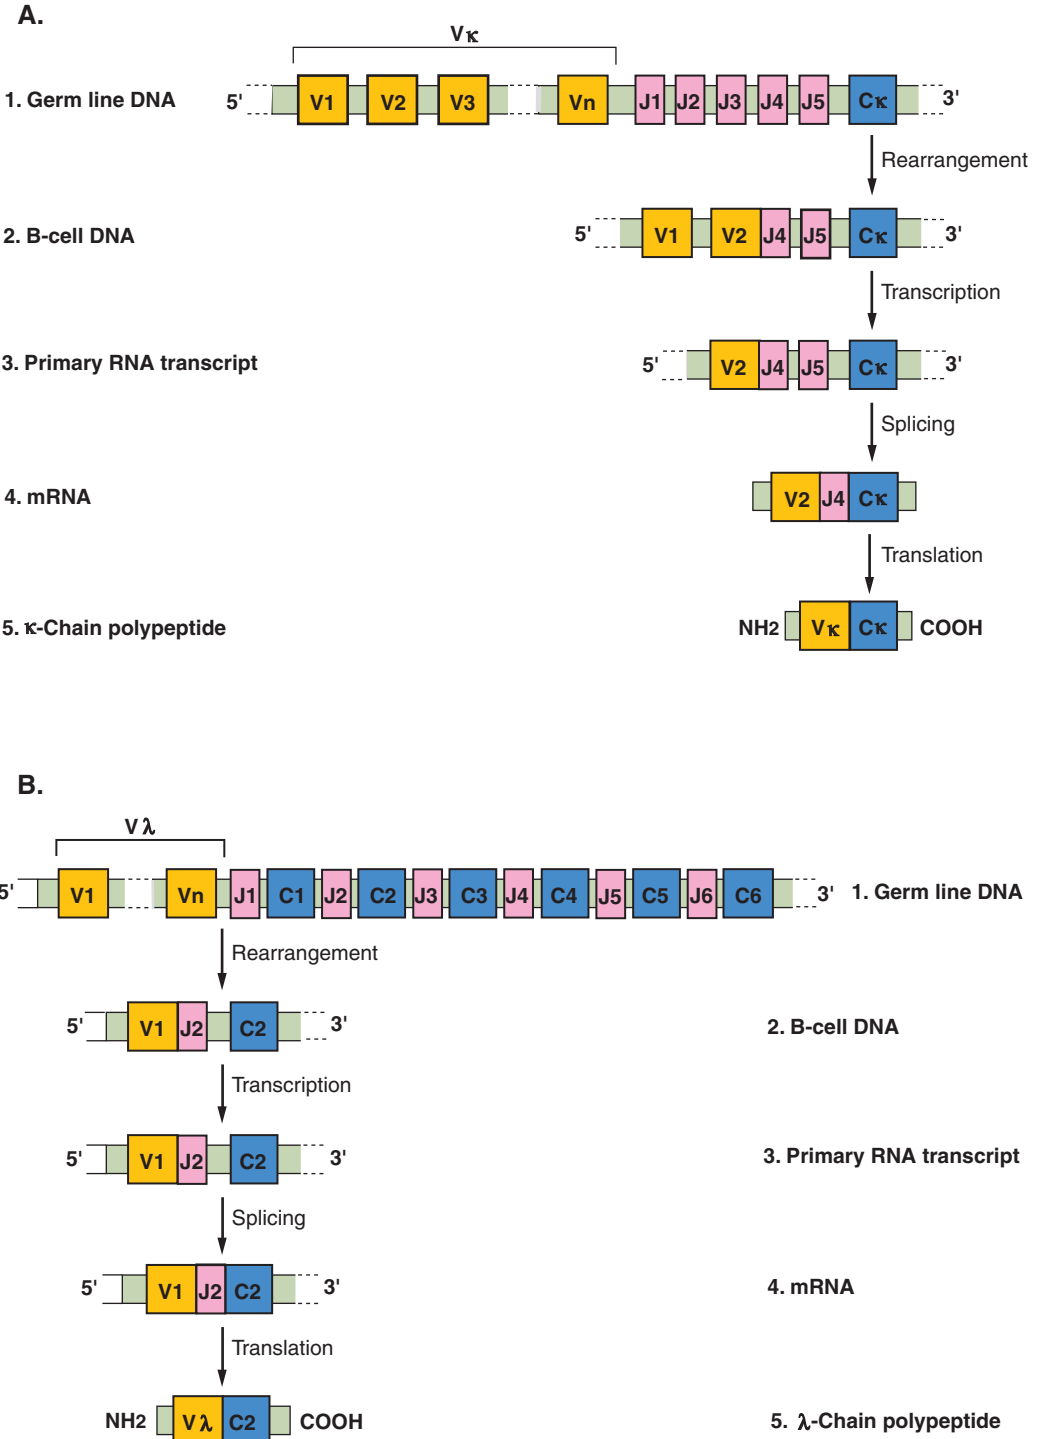 A.
Vκ
1. Germ line DNA 5' V1 V2 V3 Vn J1 J2 J3 J4 J5 Cκ 3'
Rearrangement
2. B-cell DNA 5' V1 V2 J4 J5 Cκ 3'
Transcription
3. Primary RNA transcript 5' V2 J4 J5 Cκ 3'
Splicing
4. mRNA V2 J4 Cκ
Translation
5. κ-Chain polypeptide NH2 Vκ Cκ COOH
B.
Vλ
5' V1 Vn J1 C1 J2 C2 J3 C3 J4 C4 J5 C5 J6 C6 3' 1. Germ line DNA
Rearrangement
5' V1 J2 C2 3' 2. B-cell DNA
Transcription
5' V1 J2 C2 3' 3. Primary RNA transcript
Splicing
5' V1 J2 C2 3' 4. mRNA
Translation
NH2 Vλ C2 COOH 5. λ-Chain polypeptide